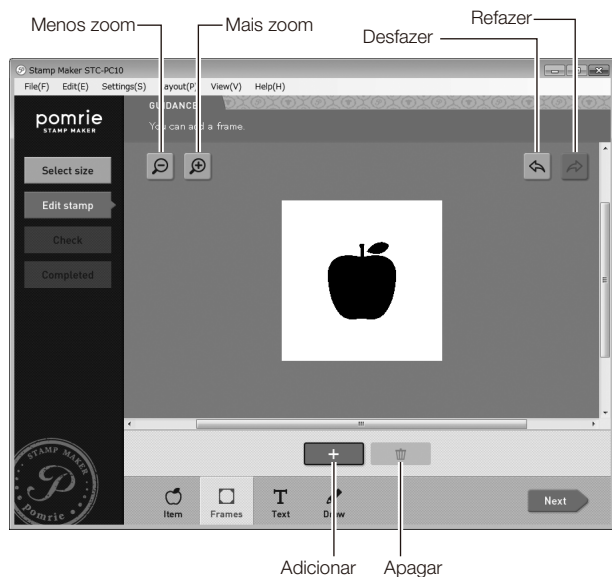 Menos zoom
Mais zoom
Desfazer
Refazer
Stamp Maker STC-PC10
File(F) Edit(E) Settings(S) Layout(P) View(V) Help(H)
GUIDANCE
You can add a frame.
pomrie
STAMP MAKER
Select size
Edit stamp
Check
Completed
STAMP MAKER
P
Pomrie
Item
Frames
Text
Draw
Next
Adicionar
Apagar